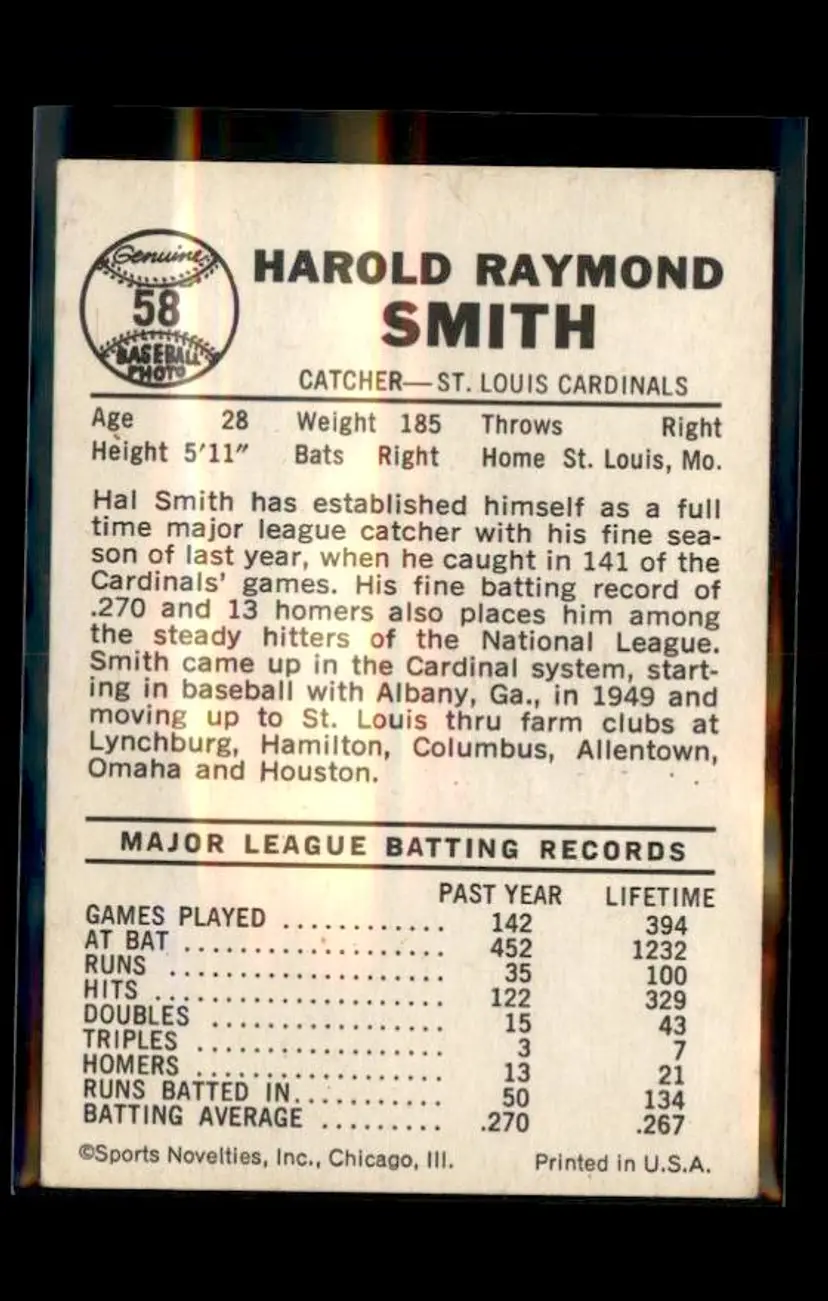 Genuine
58
BASEBALL
PHOTO
HAROLD RAYMOND
SMITH
CATCHER—ST. LOUIS CARDINALS
Age 28 Weight 185 Throws Right
Height 5'11" Bats Right Home St. Louis, Mo.
Hal Smith has established himself as a full
time major league catcher with his fine sea-
son of last year, when he caught in 141 of the
Cardinals' games. His fine batting record of
.270 and 13 homers also places him among
the steady hitters of the National League.
Smith came up in the Cardinal system, start-
ing in baseball with Albany, Ga., in 1949 and
moving up to St. Louis thru farm clubs at
Lynchburg, Hamilton, Columbus, Allentown,
Omaha and Houston.
MAJOR LEAGUE BATTING RECORDS
PAST YEAR LIFETIME
GAMES PLAYED ............ 142 394
AT BAT .................... 452 1232
RUNS ..................... 35 100
HITS ...................... 122 329
DOUBLES .................. 15 43
TRIPLES ................... 3 7
HOMERS ................... 13 21
RUNS BATTED IN........... 50 134
BATTING AVERAGE ......... .270 .267
©Sports Novelties, Inc., Chicago, Ill. Printed in U.S.A.